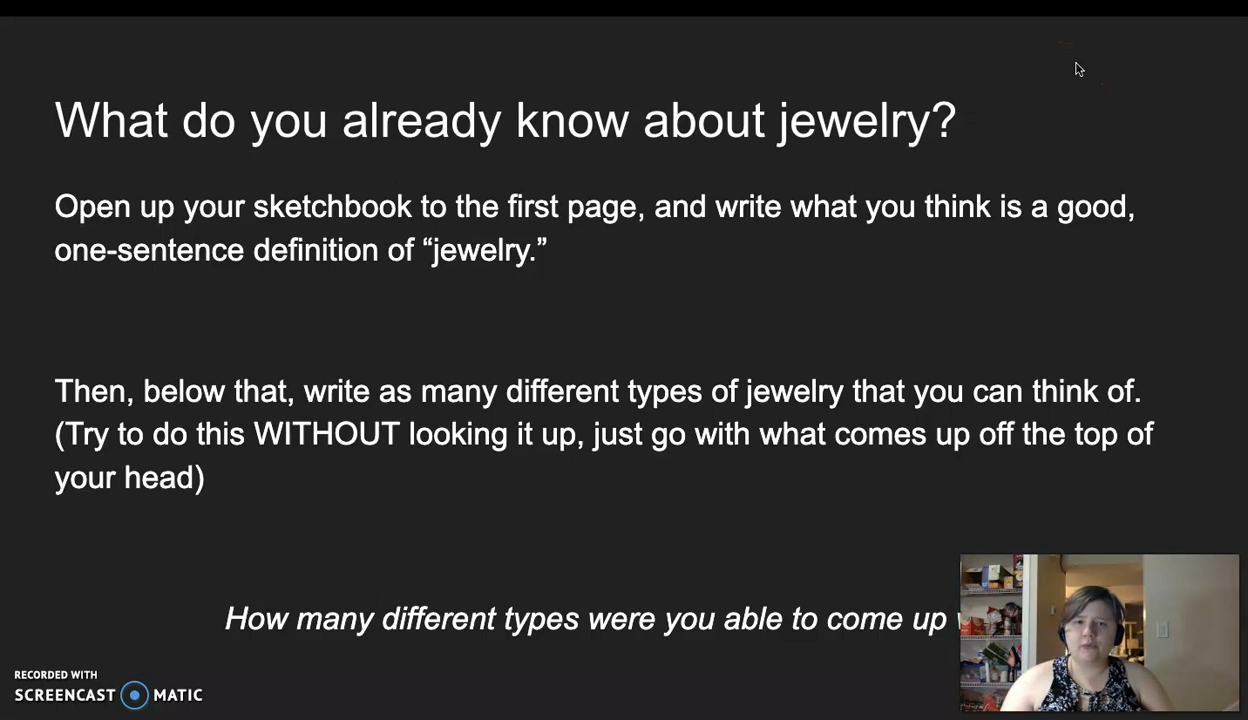 What do you already know about jewelry?
Open up your sketchbook to the first page, and write what you think is a good,
one-sentence definition of “jewelry.”
Then, below that, write as many different types of jewelry that you can think of.
(Try to do this WITHOUT looking it up, just go with what comes up off the top of
your head)
How many different types were you able to come up
RECORDED WITH
SCREENCAST MATIC